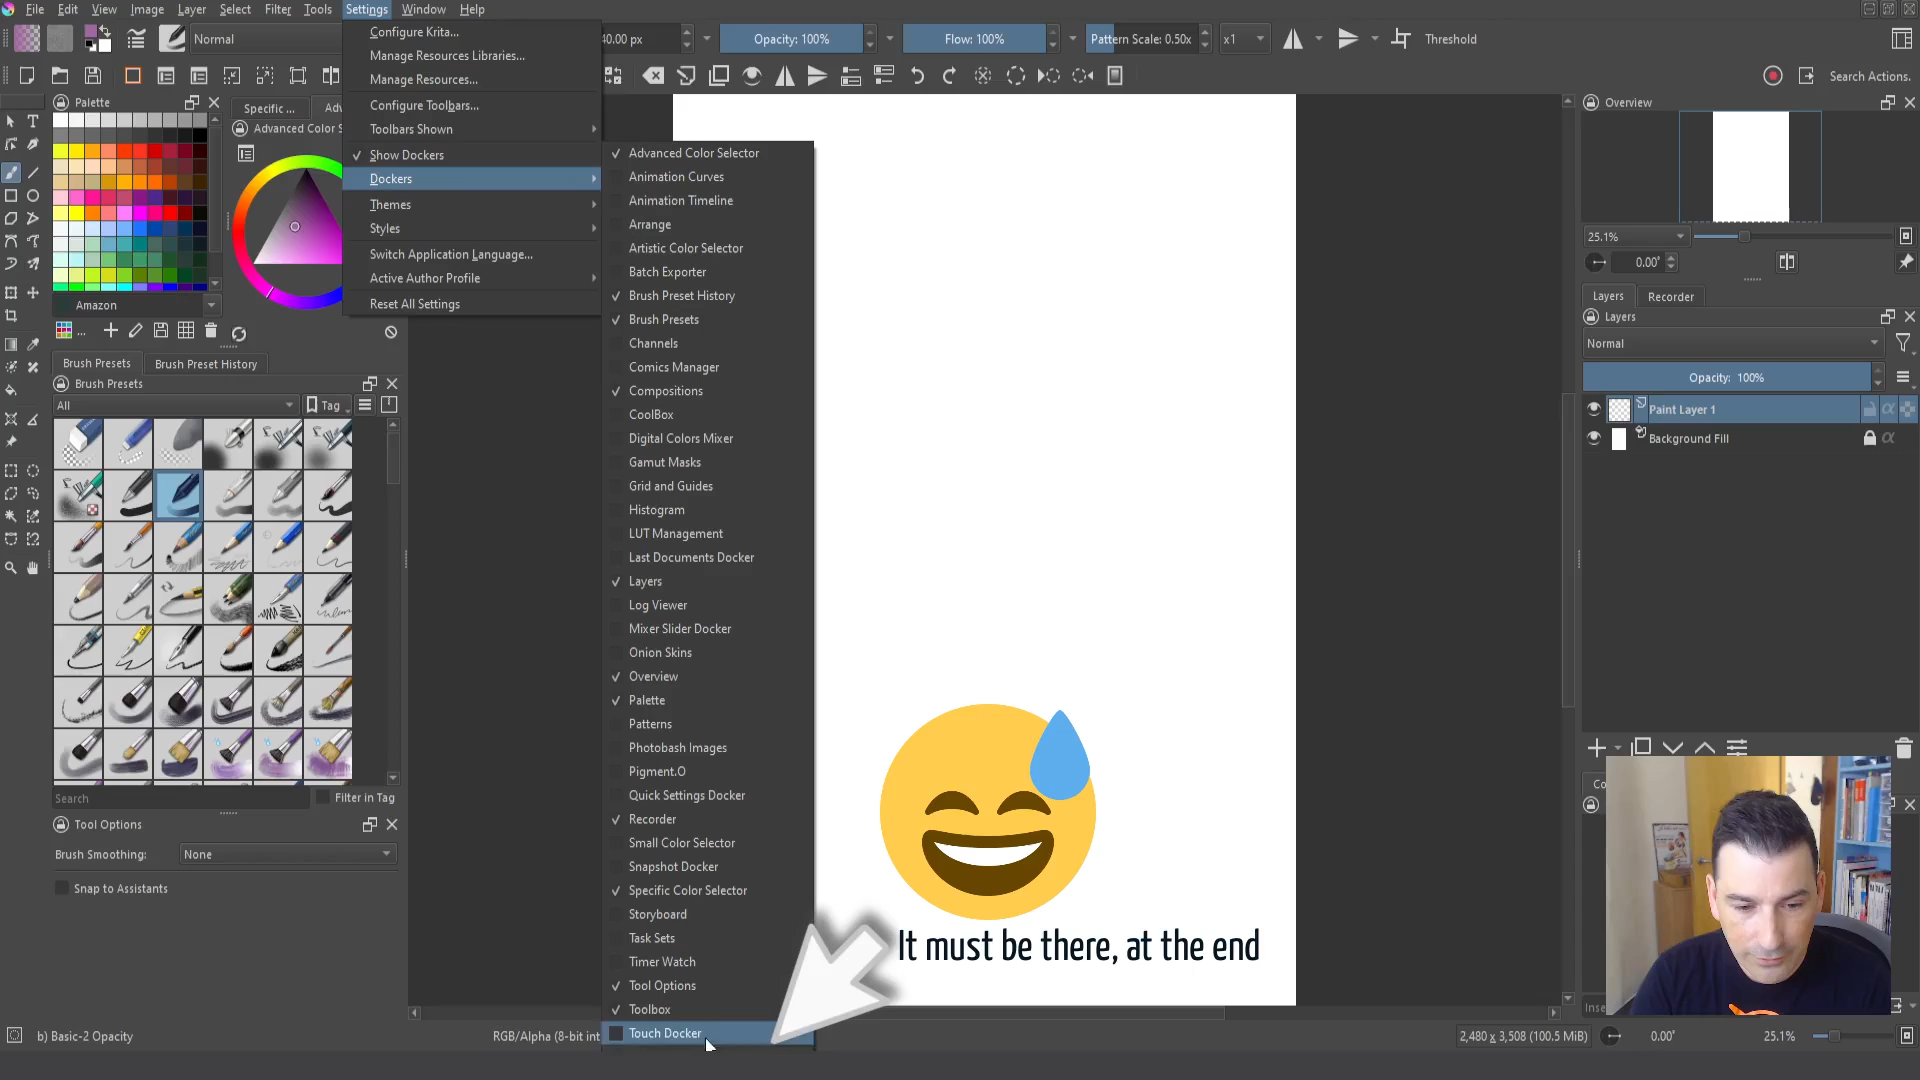 File Edit View Image Layer Select Filter Tools Settings Window Help
Normal
40.00 px
Opacity: 100%
Flow: 100%
Pattern Scale: 0.50x
x1
Threshold
Search Actions.
Configure Krita...
Manage Resources Libraries...
Manage Resources...
Configure Toolbars...
Toolbars Shown
Show Dockers
Dockers
Themes
Styles
Switch Application Language...
Active Author Profile
Reset All Settings
Palette
Specific ...
Advanced Color S
Amazon
...
Brush Presets
Brush Preset History
Brush Presets
All
Tag
Search
Filter in Tag
Tool Options
Brush Smoothing: None
Snap to Assistants
Advanced Color Selector
Animation Curves
Animation Timeline
Arrange
Artistic Color Selector
Batch Exporter
Brush Preset History
Brush Presets
Channels
Comics Manager
Compositions
CoolBox
Digital Colors Mixer
Gamut Masks
Grid and Guides
Histogram
LUT Management
Last Documents Docker
Layers
Log Viewer
Mixer Slider Docker
Onion Skins
Overview
Palette
Patterns
Photobash Images
Pigment.O
Quick Settings Docker
Recorder
Small Color Selector
Snapshot Docker
Specific Color Selector
Storyboard
Task Sets
Timer Watch
Tool Options
Toolbox
Touch Docker
It must be there, at the end
Overview
25.1%
0.00°
Layers
Recorder
Layers
Normal
Opacity: 100%
Paint Layer 1
Background Fill
b) Basic-2 Opacity
RGB/Alpha (8-bit int
2,480 x 3,508 (100.5 MiB)
0.00°
25.1%